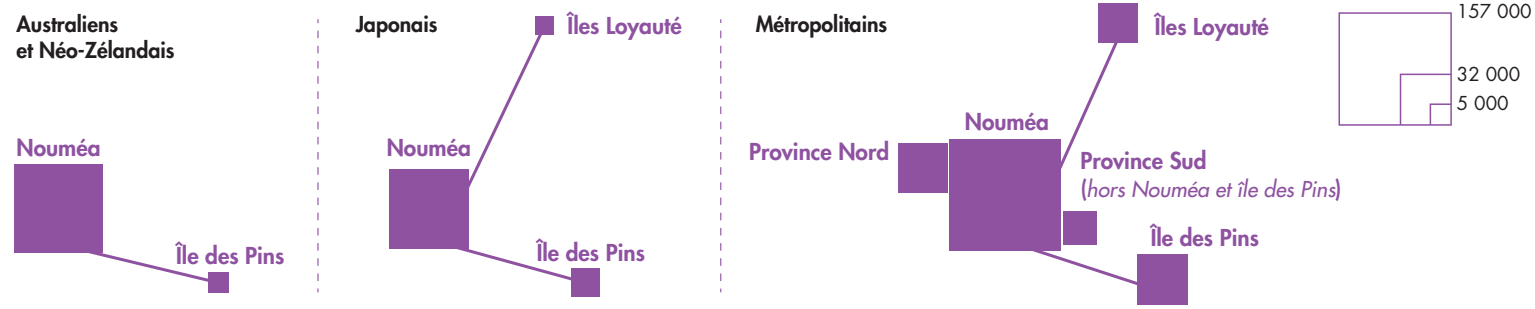 Australiens
et Néo-Zélandais
Nouméa
Île des Pins
Japonais
Îles Loyauté
Nouméa
Île des Pins
Métropolitains
Îles Loyauté
Nouméa
Province Nord
Province Sud
(hors Nouméa et île des Pins)
Île des Pins
157 000
32 000
5 000